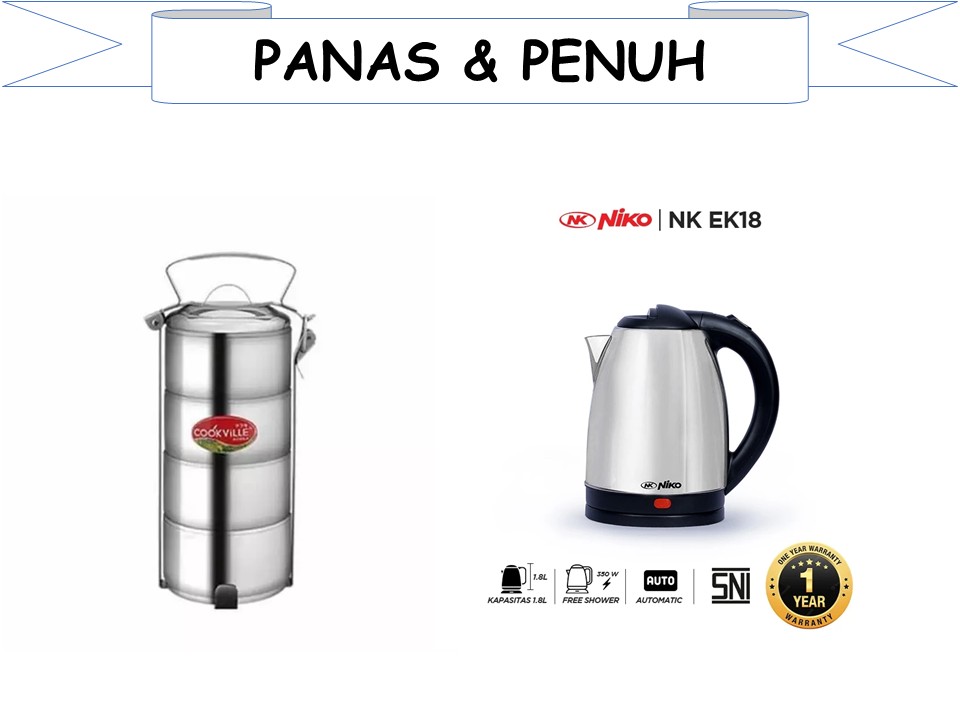 PANAS & PENUH
NK Niko | NK EK18
COOKVILLE
NK Niko
1.8L
350 W
AUTO
SNI
KAPASITAS 1.8L
FREE SHOWER
AUTOMATIC
ONE YEAR WARRANTY
1
YEAR
WARRANTY